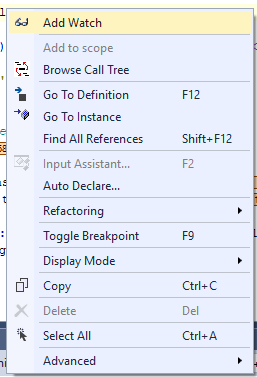 Add Watch
Add to scope
Browse Call Tree
Go To Definition F12
Go To Instance
Find All References Shift+F12
Input Assistant... F2
Auto Declare...
Refactoring
Toggle Breakpoint F9
Display Mode
Copy Ctrl+C
Delete Del
Select All Ctrl+A
Advanced